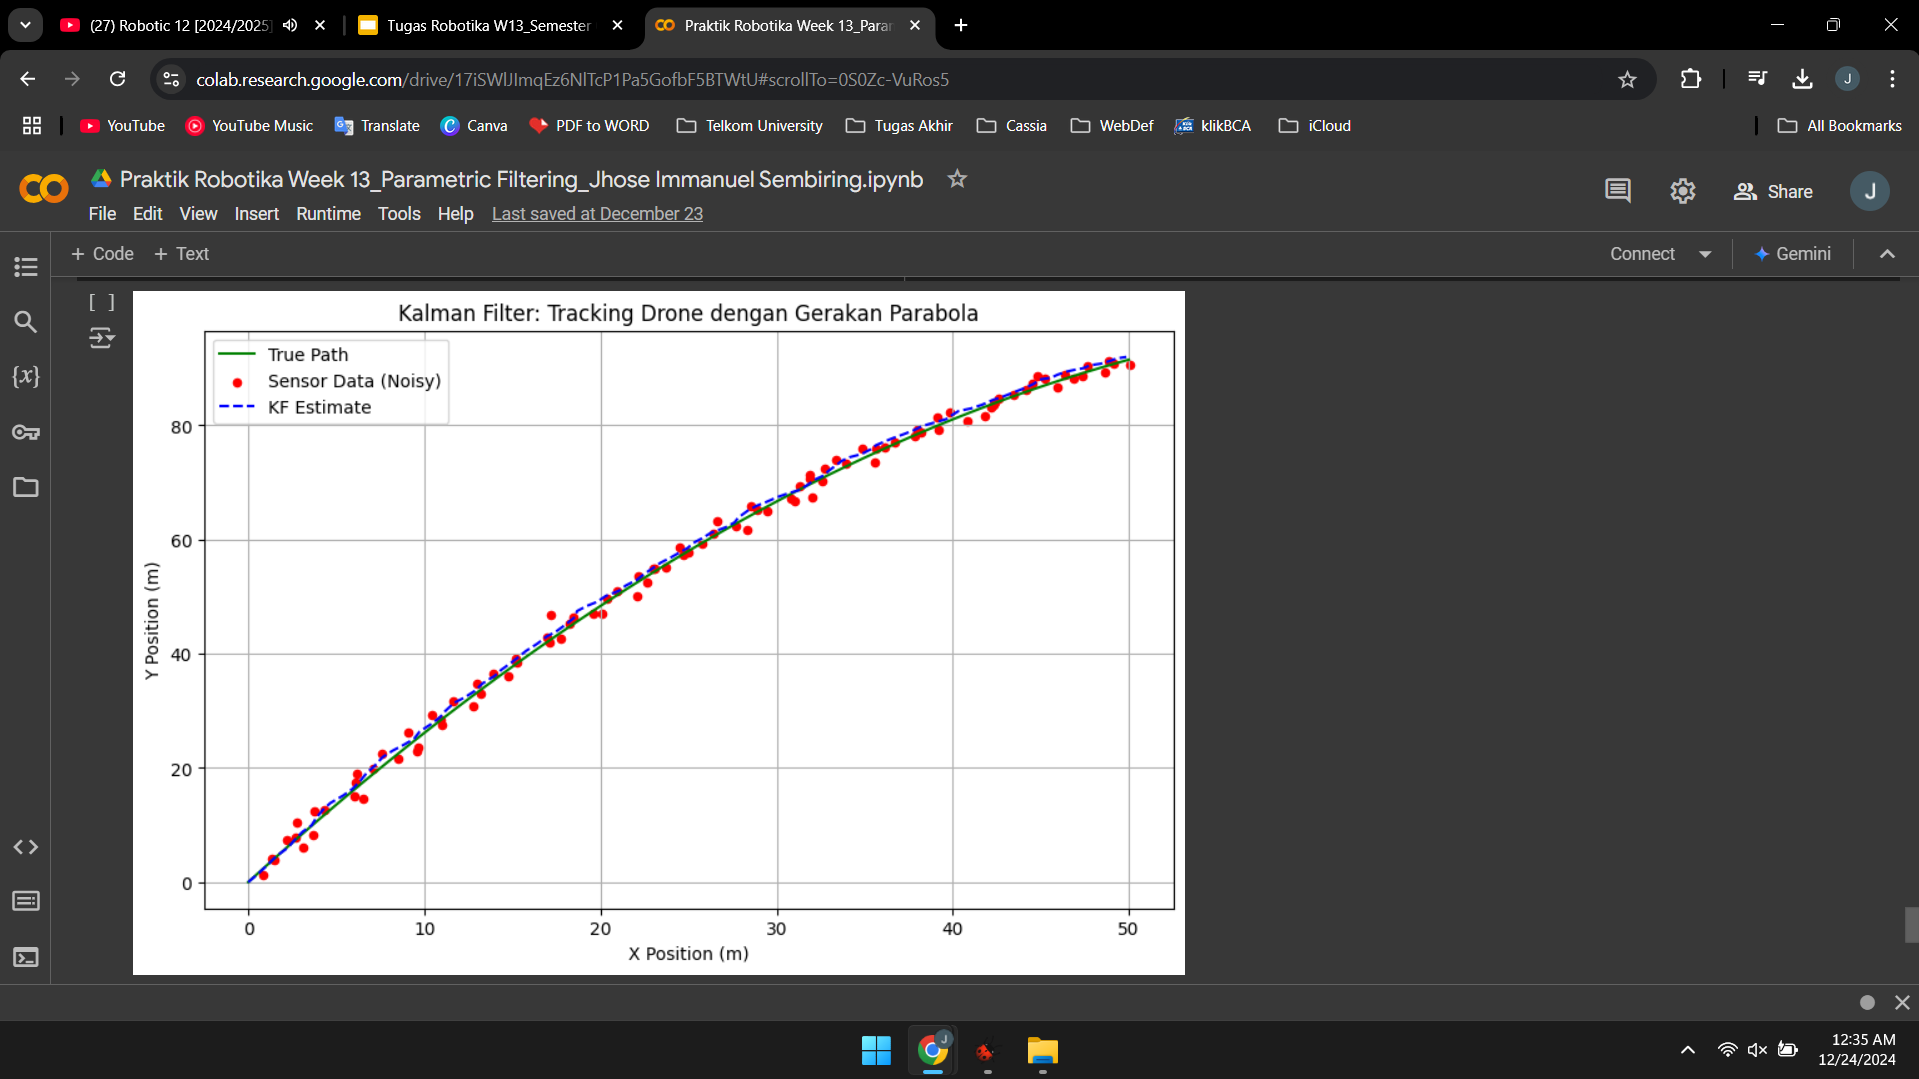 (27) Robotic 12 [2024/2025]
Tugas Robotika W13_Semester
Praktik Robotika Week 13_Para
colab.research.google.com/drive/17iSWlJImqEz6NlTcP1Pa5GofbF5BTWtU#scrollTo=0S0Zc-VuRos5
J
YouTube
YouTube Music
Translate
Canva
PDF to WORD
Telkom University
Tugas Akhir
Cassia
WebDef
klikBCA
iCloud
All Bookmarks
Praktik Robotika Week 13_Parametric Filtering_Jhose Immanuel Sembiring.ipynb
File Edit View Insert Runtime Tools Help Last saved at December 23
Share
J
+ Code + Text
Connect
Gemini
[ ]
{x}
Kalman Filter: Tracking Drone dengan Gerakan Parabola
True Path
Sensor Data (Noisy)
KF Estimate
80
60
40
20
0
Y Position (m)
0 10 20 30 40 50
X Position (m)
J
12:35 AM
12/24/2024